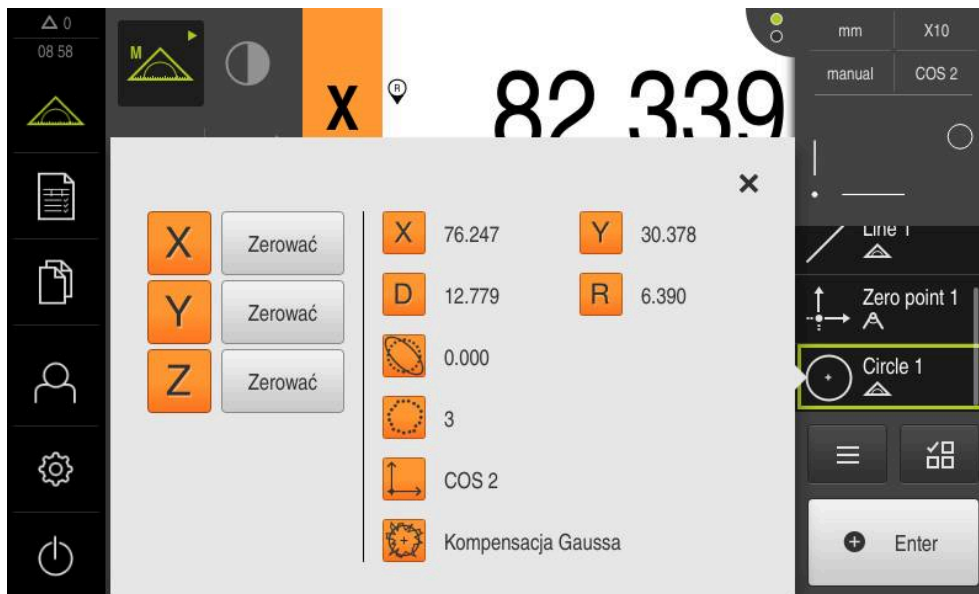 0
08 58
M
X
R
82.339
mm X10
manual COS 2
Line 1
Zero point 1
Circle 1
Enter
X Zerować
Y Zerować
Z Zerować
X 76.247 Y 30.378
D 12.779 R 6.390
0.000
3
COS 2
Kompensacja Gaussa